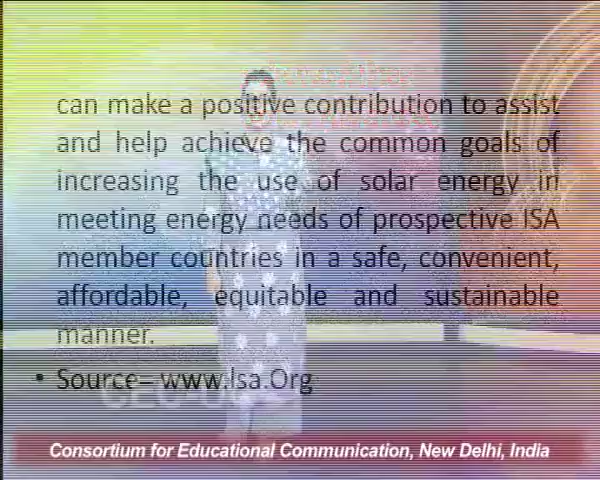 can make a positive contribution to assist
and help achieve the common goals of
increasing the use of solar energy in
meeting energy needs of prospective ISA
member countries in a safe, convenient,
affordable, equitable and sustainable
manner.
• Source– www.Isa.Org
Consortium for Educational Communication, New Delhi, India